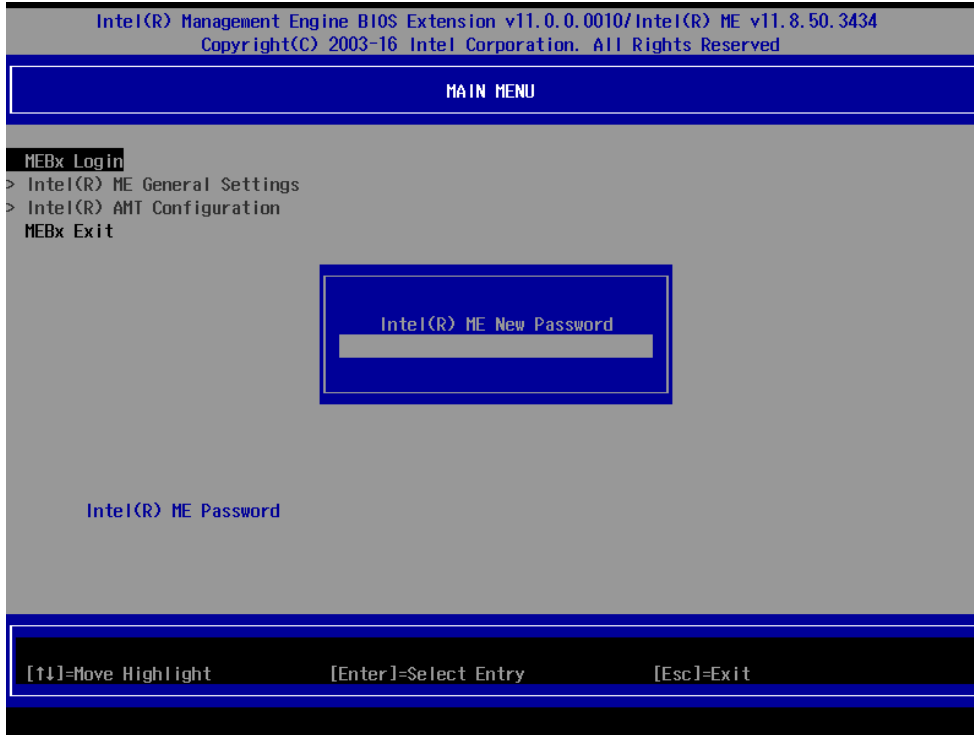 Intel(R) Management Engine BIOS Extension v11.0.0.0010/Intel(R) ME v11.8.50.3434
Copyright(C) 2003-16 Intel Corporation. All Rights Reserved
MAIN MENU
MEBx Login
> Intel(R) ME General Settings
> Intel(R) AMT Configuration
MEBx Exit
Intel(R) ME New Password
Intel(R) ME Password
[↑↓]=Move Highlight [Enter]=Select Entry [Esc]=Exit